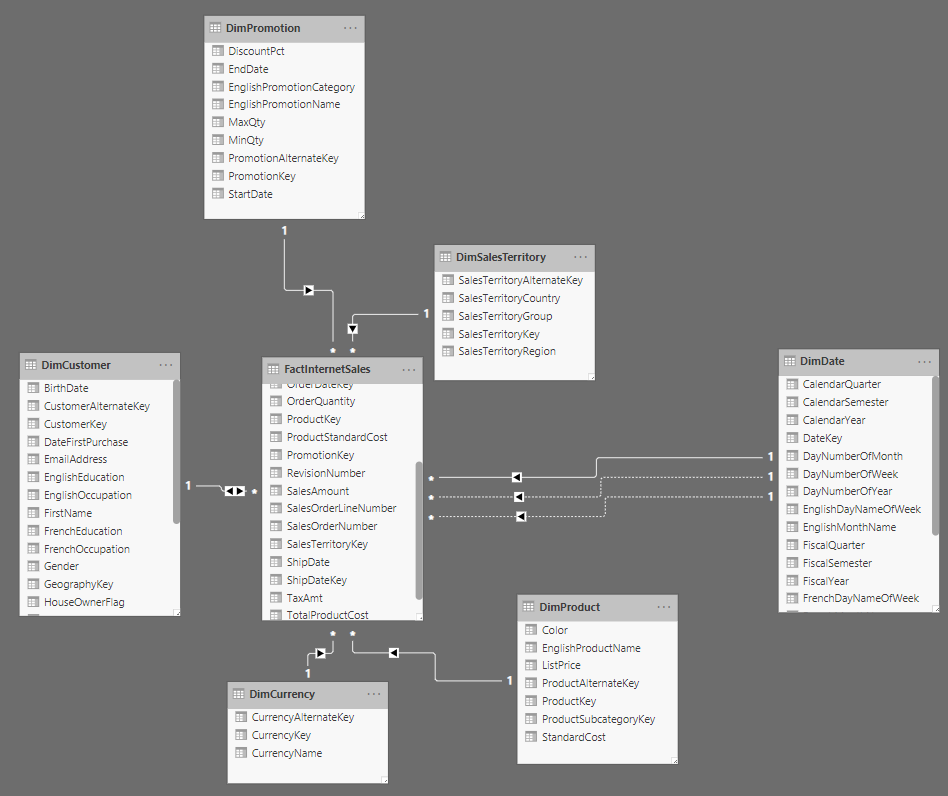 DimPromotion ...
DiscountPct
EndDate
EnglishPromotionCategory
EnglishPromotionName
MaxQty
MinQty
PromotionAlternateKey
PromotionKey
StartDate
1
DimSalesTerritory ...
SalesTerritoryAlternateKey
SalesTerritoryCountry
SalesTerritoryGroup
SalesTerritoryKey
SalesTerritoryRegion
1
* *
DimCustomer ...
BirthDate
CustomerAlternateKey
CustomerKey
DateFirstPurchase
EmailAddress
EnglishEducation
EnglishOccupation
FirstName
FrenchEducation
FrenchOccupation
Gender
GeographyKey
HouseOwnerFlag
1
*
FactInternetSales ...
OrderDateKey
OrderQuantity
ProductKey
ProductStandardCost
PromotionKey
RevisionNumber
SalesAmount
SalesOrderLineNumber
SalesOrderNumber
SalesTerritoryKey
ShipDate
ShipDateKey
TaxAmt
TotalProductCost
*
*
*
1
1
1
DimDate ...
CalendarQuarter
CalendarSemester
CalendarYear
DateKey
DayNumberOfMonth
DayNumberOfWeek
DayNumberOfYear
EnglishDayNameOfWeek
EnglishMonthName
FiscalQuarter
FiscalSemester
FiscalYear
FrenchDayNameOfWeek
* *
1
DimCurrency ...
CurrencyAlternateKey
CurrencyKey
CurrencyName
1
DimProduct ...
Color
EnglishProductName
ListPrice
ProductAlternateKey
ProductKey
ProductSubcategoryKey
StandardCost